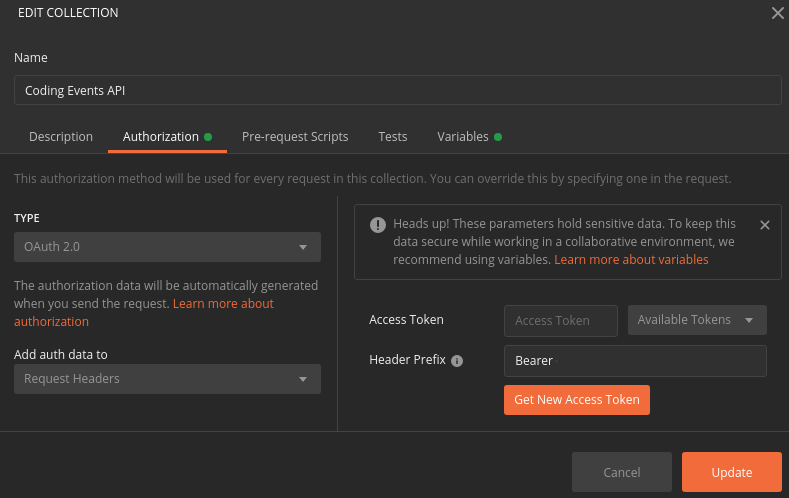 EDIT COLLECTION
Name
Coding Events API
Description Authorization Pre-request Scripts Tests Variables
This authorization method will be used for every request in this collection. You can override this by specifying one in the request.
TYPE
OAuth 2.0
The authorization data will be automatically generated
when you send the request. Learn more about
authorization
Add auth data to
Request Headers
Heads up! These parameters hold sensitive data. To keep this
data secure while working in a collaborative environment, we
recommend using variables. Learn more about variables
Access Token Access Token Available Tokens
Header Prefix Bearer
Get New Access Token
Cancel Update